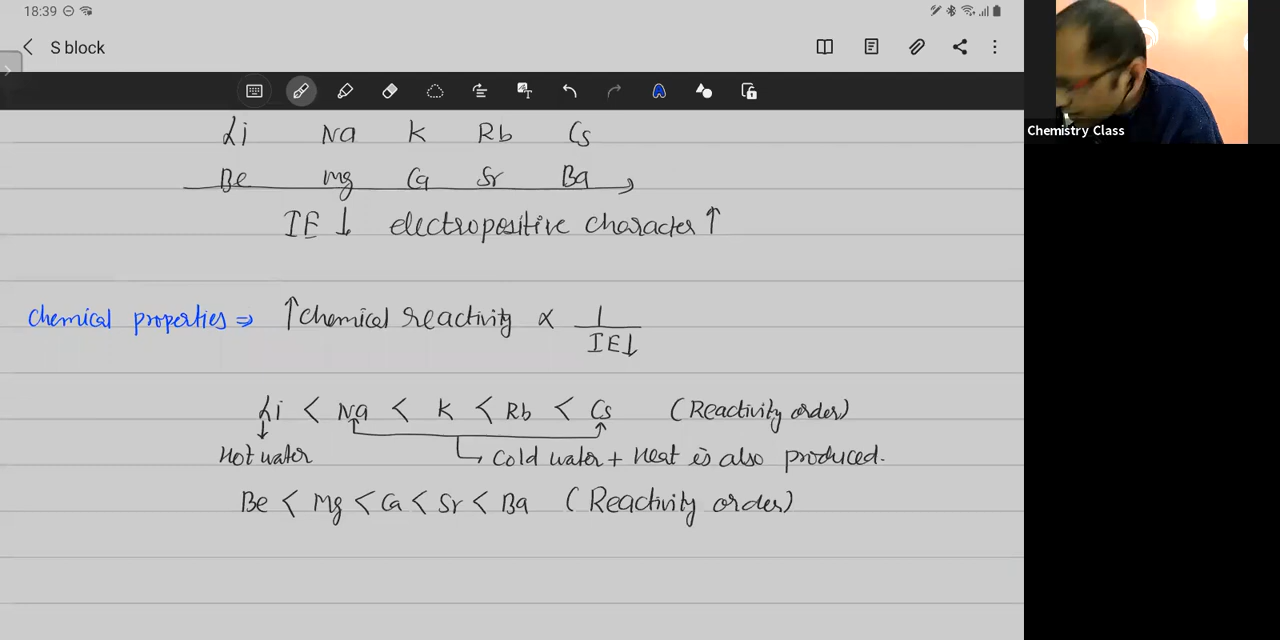 18:39
S block
Chemistry Class
Li Na K Rb Cs
Be Mg Ca Sr Ba
IE ↓ electropositive character ↑
Chemical properties ⇒ ↑ Chemical reactivity ∝ 1 / IE↓
Li < Na < K < Rb < Cs (Reactivity order)
Hot water Cold water + Heat is also produced.
Be < Mg < Ca < Sr < Ba (Reactivity order)